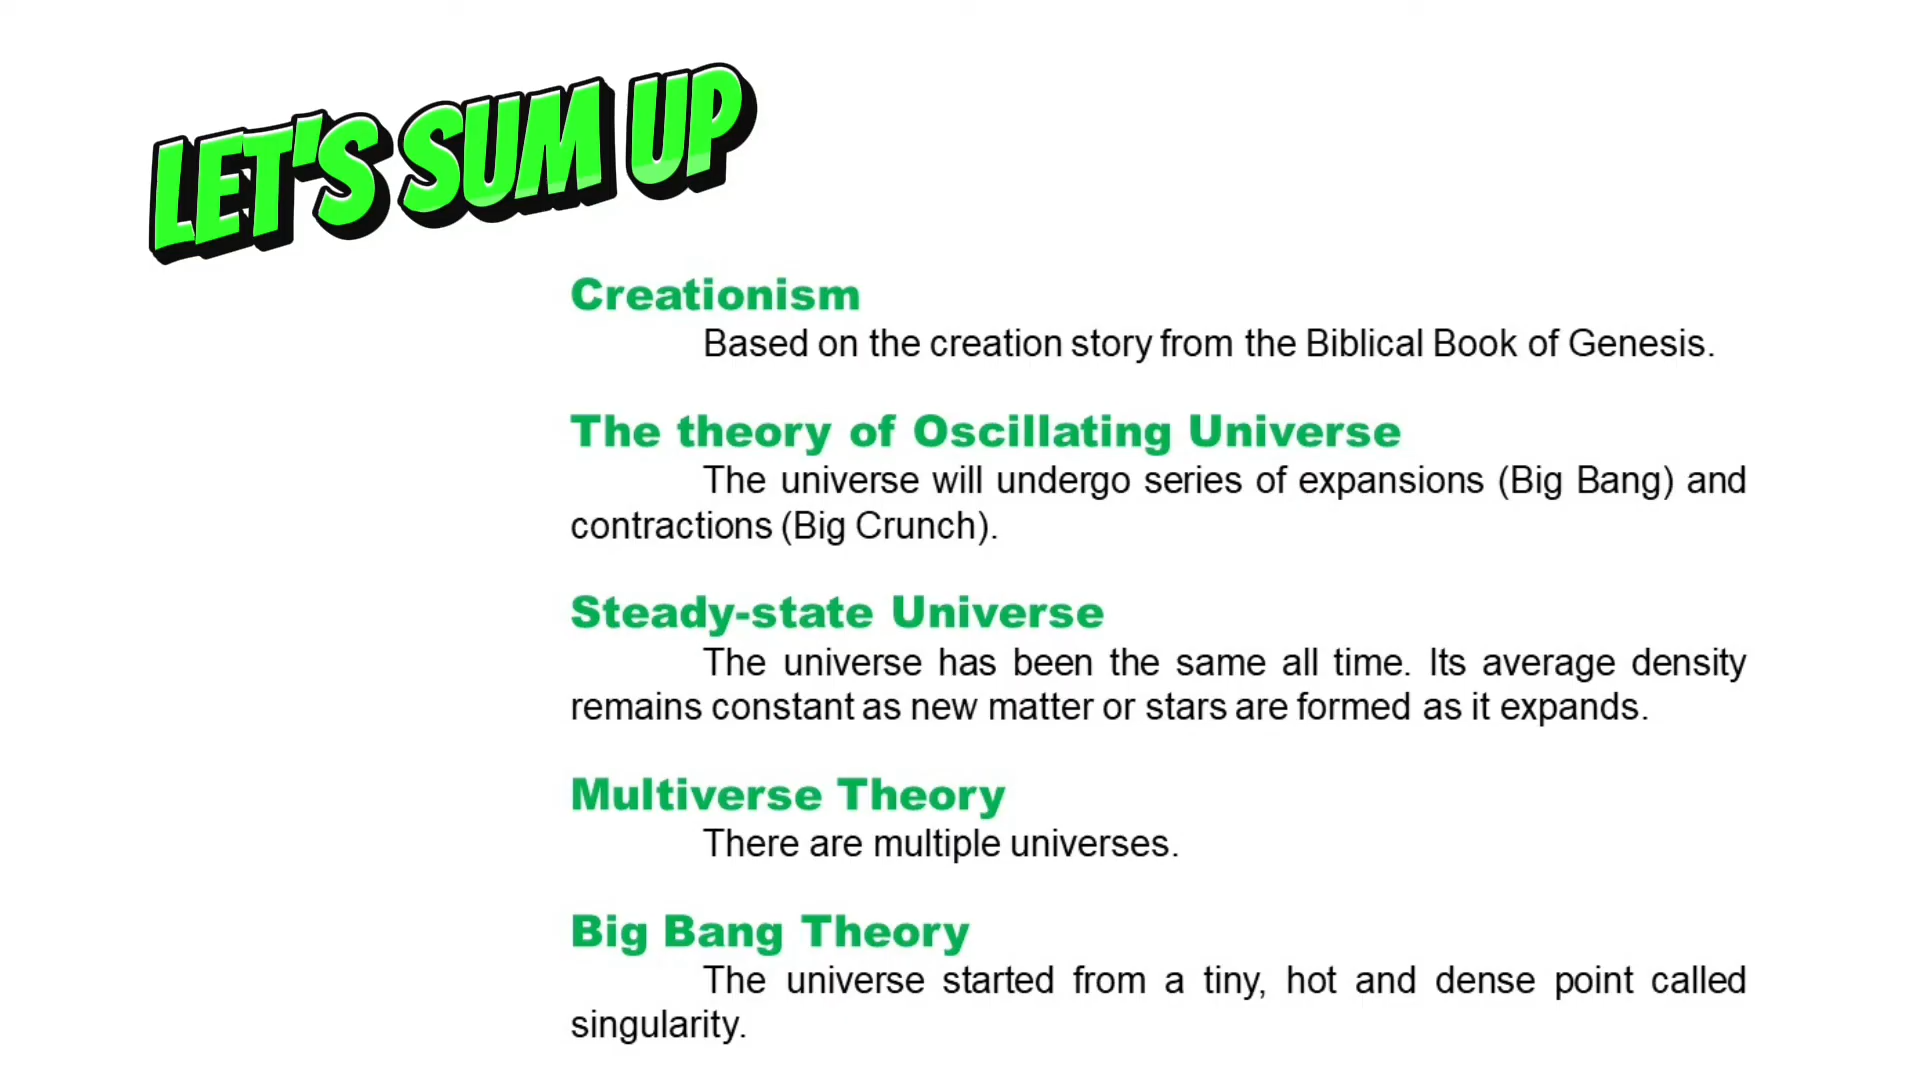 LET'S SUM UP
Creationism
Based on the creation story from the Biblical Book of Genesis.
The theory of Oscillating Universe
The universe will undergo series of expansions (Big Bang) and
contractions (Big Crunch).
Steady-state Universe
The universe has been the same all time. Its average density
remains constant as new matter or stars are formed as it expands.
Multiverse Theory
There are multiple universes.
Big Bang Theory
The universe started from a tiny, hot and dense point called
singularity.